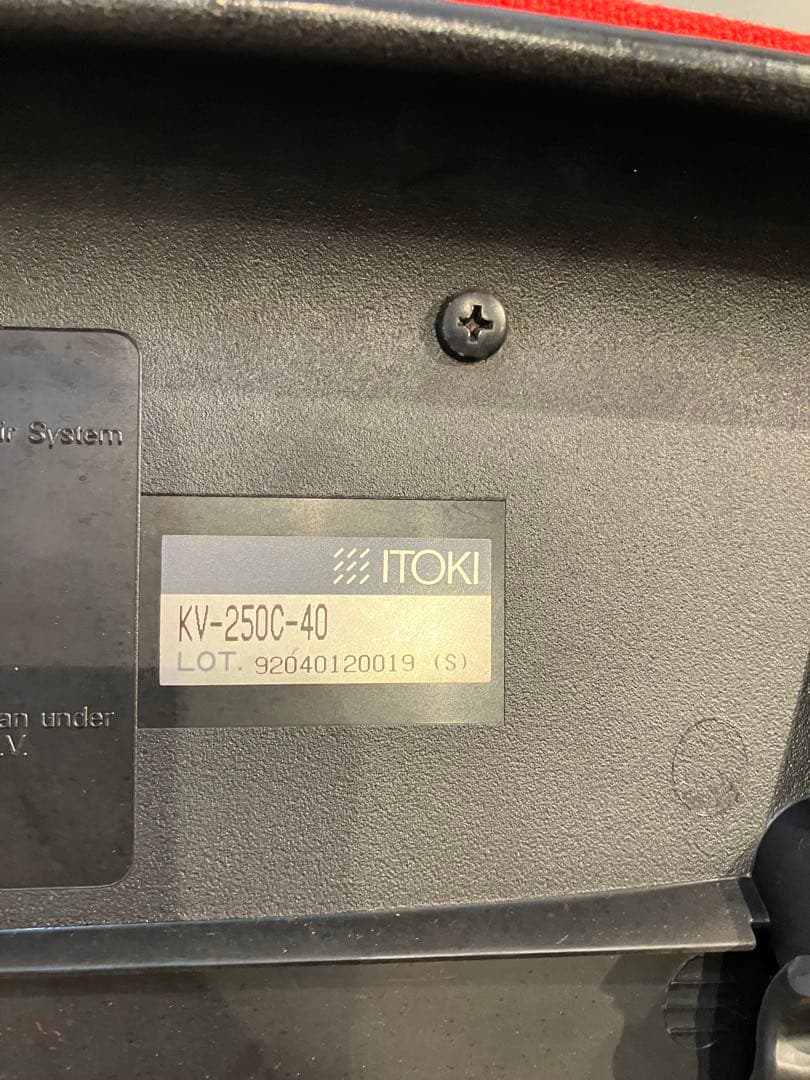 ir System
ITOKI
KV-250C-40
LOT. 92040120019 (S)
an under
.V.